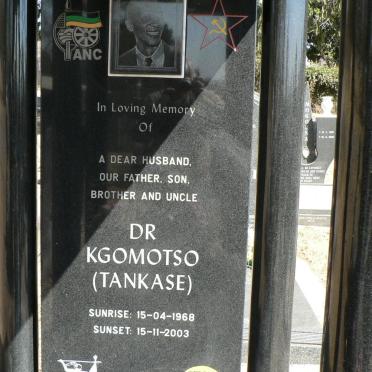 ANC
In Loving Memory
Of
A DEAR HUSBAND,
OUR FATHER, SON,
BROTHER AND UNCLE
DR
KGOMOTSO
(TANKASE)
SUNRISE: 15-04-1968
SUNSET: 15-11-2003